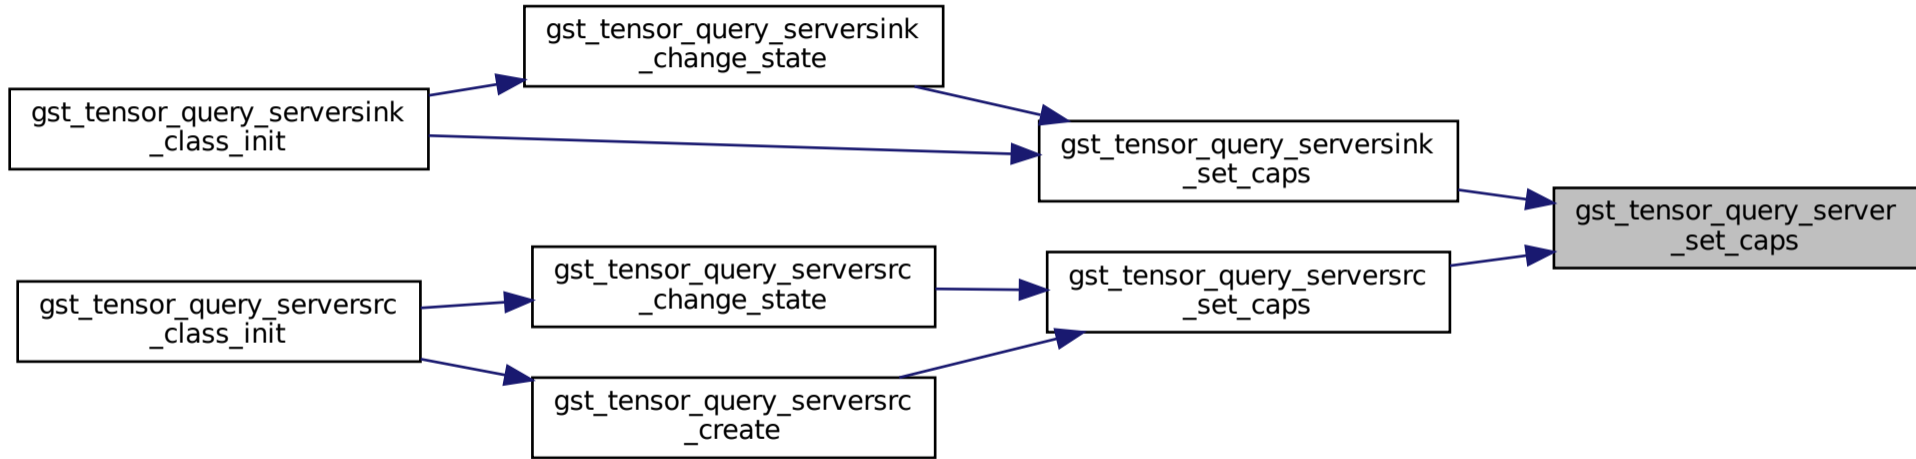 gst_tensor_query_serversink
_change_state
gst_tensor_query_serversink
_class_init
gst_tensor_query_serversink
_set_caps
gst_tensor_query_server
_set_caps
gst_tensor_query_serversrc
_change_state
gst_tensor_query_serversrc
_set_caps
gst_tensor_query_serversrc
_class_init
gst_tensor_query_serversrc
_create